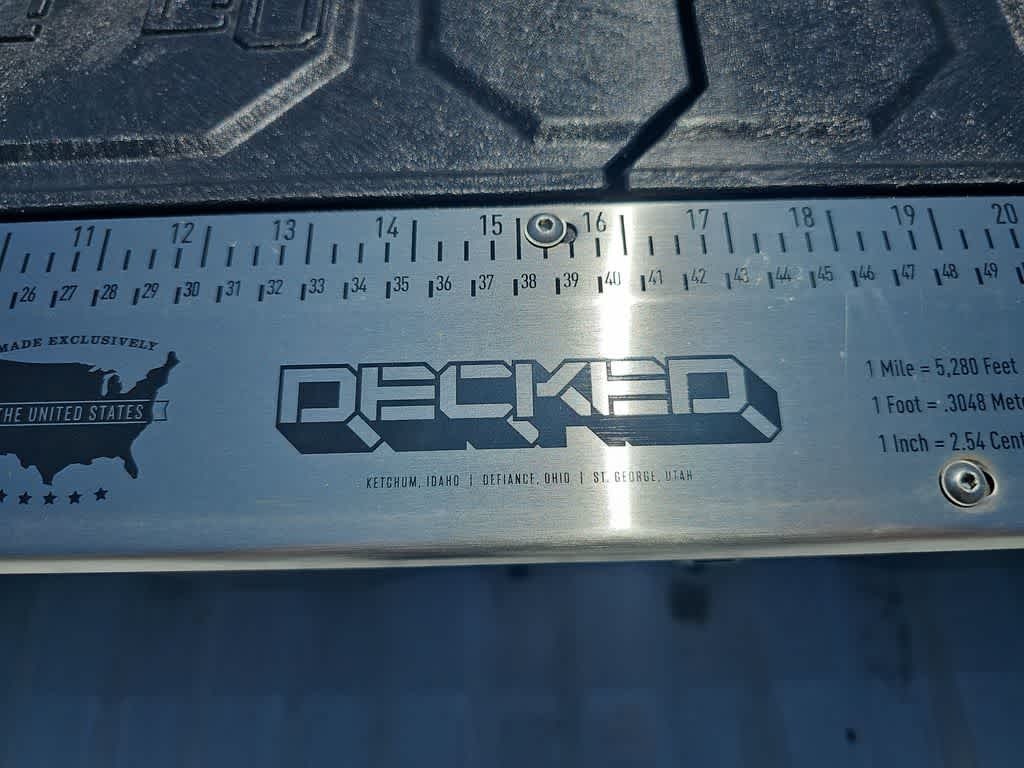 11 12 13 14 15 16 17 18 19 20
26 27 28 29 30 31 32 33 34 35 36 37 38 39 40 41 42 43 44 45 46 47 48 49
MADE EXCLUSIVELY
THE UNITED STATES
DECKED
KETCHUM, IDAHO | DEFIANCE, OHIO | ST. GEORGE, UTAH
1 Mile = 5,280 Feet
1 Foot = .3048 Mete
1 Inch = 2.54 Cent